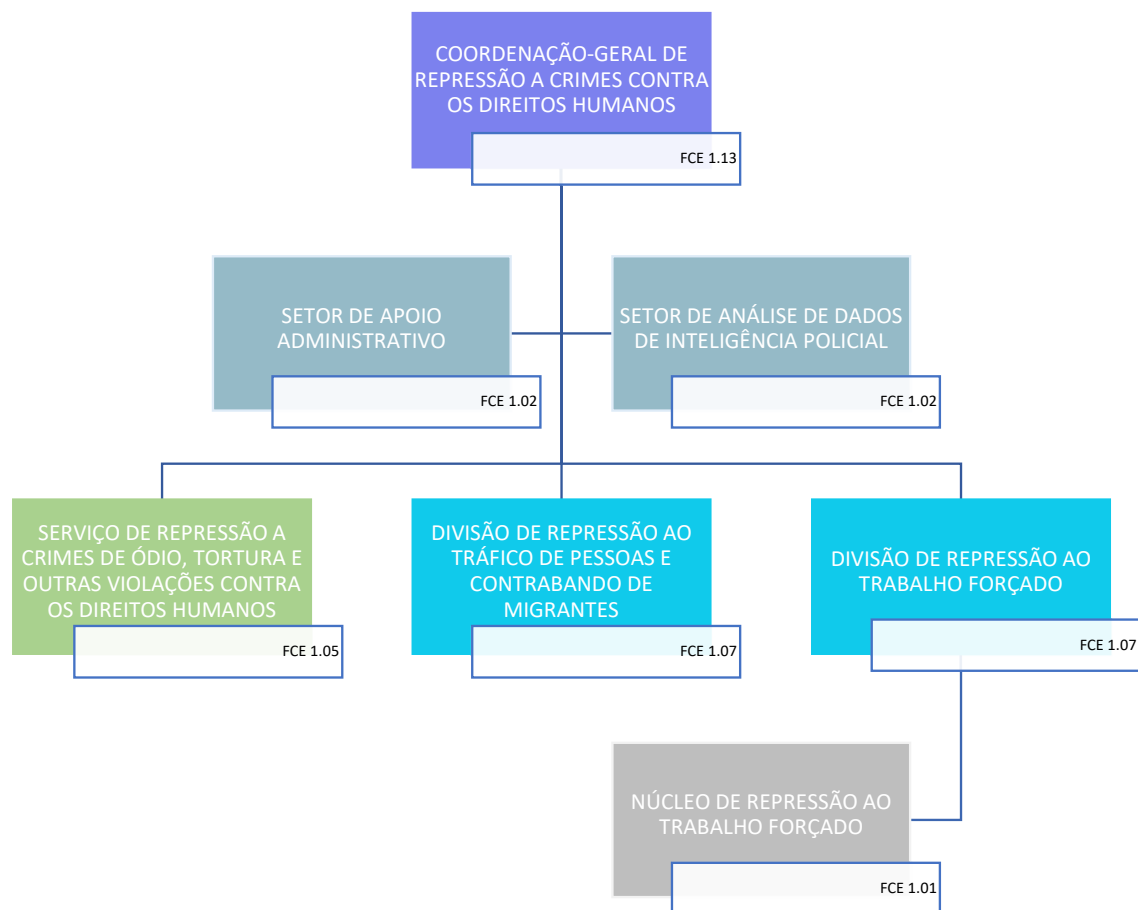 COORDENAÇÃO-GERAL DE
REPRESSÃO A CRIMES CONTRA
OS DIREITOS HUMANOS
FCE 1.13
SETOR DE APOIO
ADMINISTRATIVO
FCE 1.02
SETOR DE ANÁLISE DE DADOS
DE INTELIGÊNCIA POLICIAL
FCE 1.02
SERVIÇO DE REPRESSÃO A
CRIMES DE ÓDIO, TORTURA E
OUTRAS VIOLAÇÕES CONTRA
OS DIREITOS HUMANOS
FCE 1.05
DIVISÃO DE REPRESSÃO AO
TRÁFICO DE PESSOAS E
CONTRABANDO DE
MIGRANTES
FCE 1.07
DIVISÃO DE REPRESSÃO AO
TRABALHO FORÇADO
FCE 1.07
NÚCLEO DE REPRESSÃO AO
TRABALHO FORÇADO
FCE 1.01